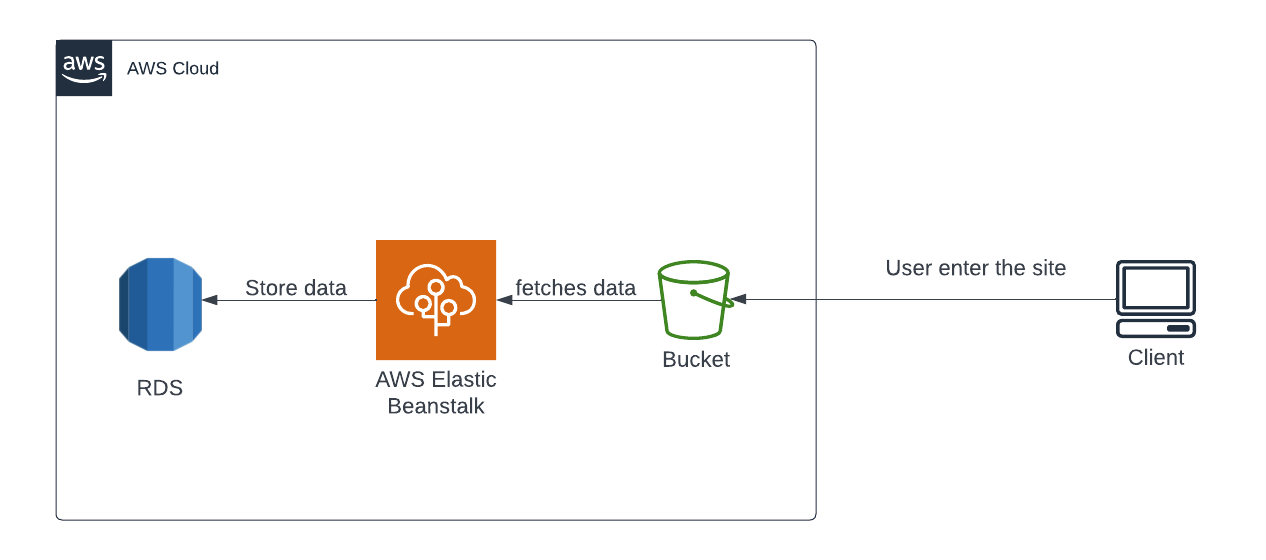 aws
AWS Cloud
User enter the site
Store data
fetches data
Bucket
Client
AWS Elastic
Beanstalk
RDS